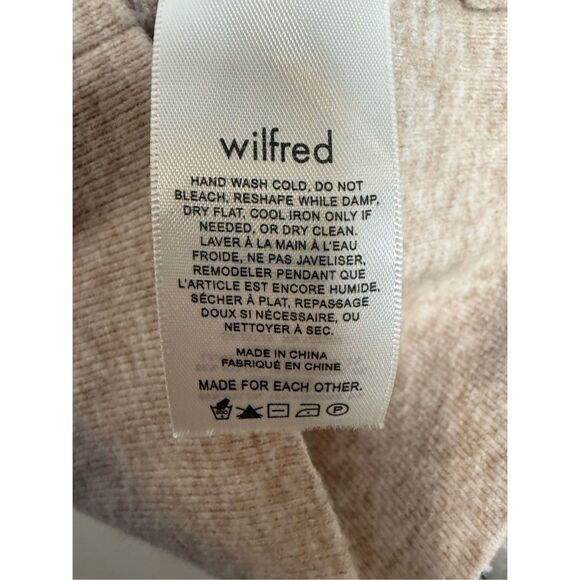 wilfred
HAND WASH COLD, DO NOT
BLEACH, RESHAPE WHILE DAMP,
DRY FLAT, COOL IRON ONLY IF
NEEDED, OR DRY CLEAN.
LAVER À LA MAIN À L'EAU
FROIDE, NE PAS JAVELISER,
REMODELER PENDANT QUE
L'ARTICLE EST ENCORE HUMIDE,
SÉCHER À PLAT, REPASSAGE
DOUX SI NÉCESSAIRE, OU
NETTOYER À SEC.
MADE IN CHINA
FABRIQUÉ EN CHINE
MADE FOR EACH OTHER.
P